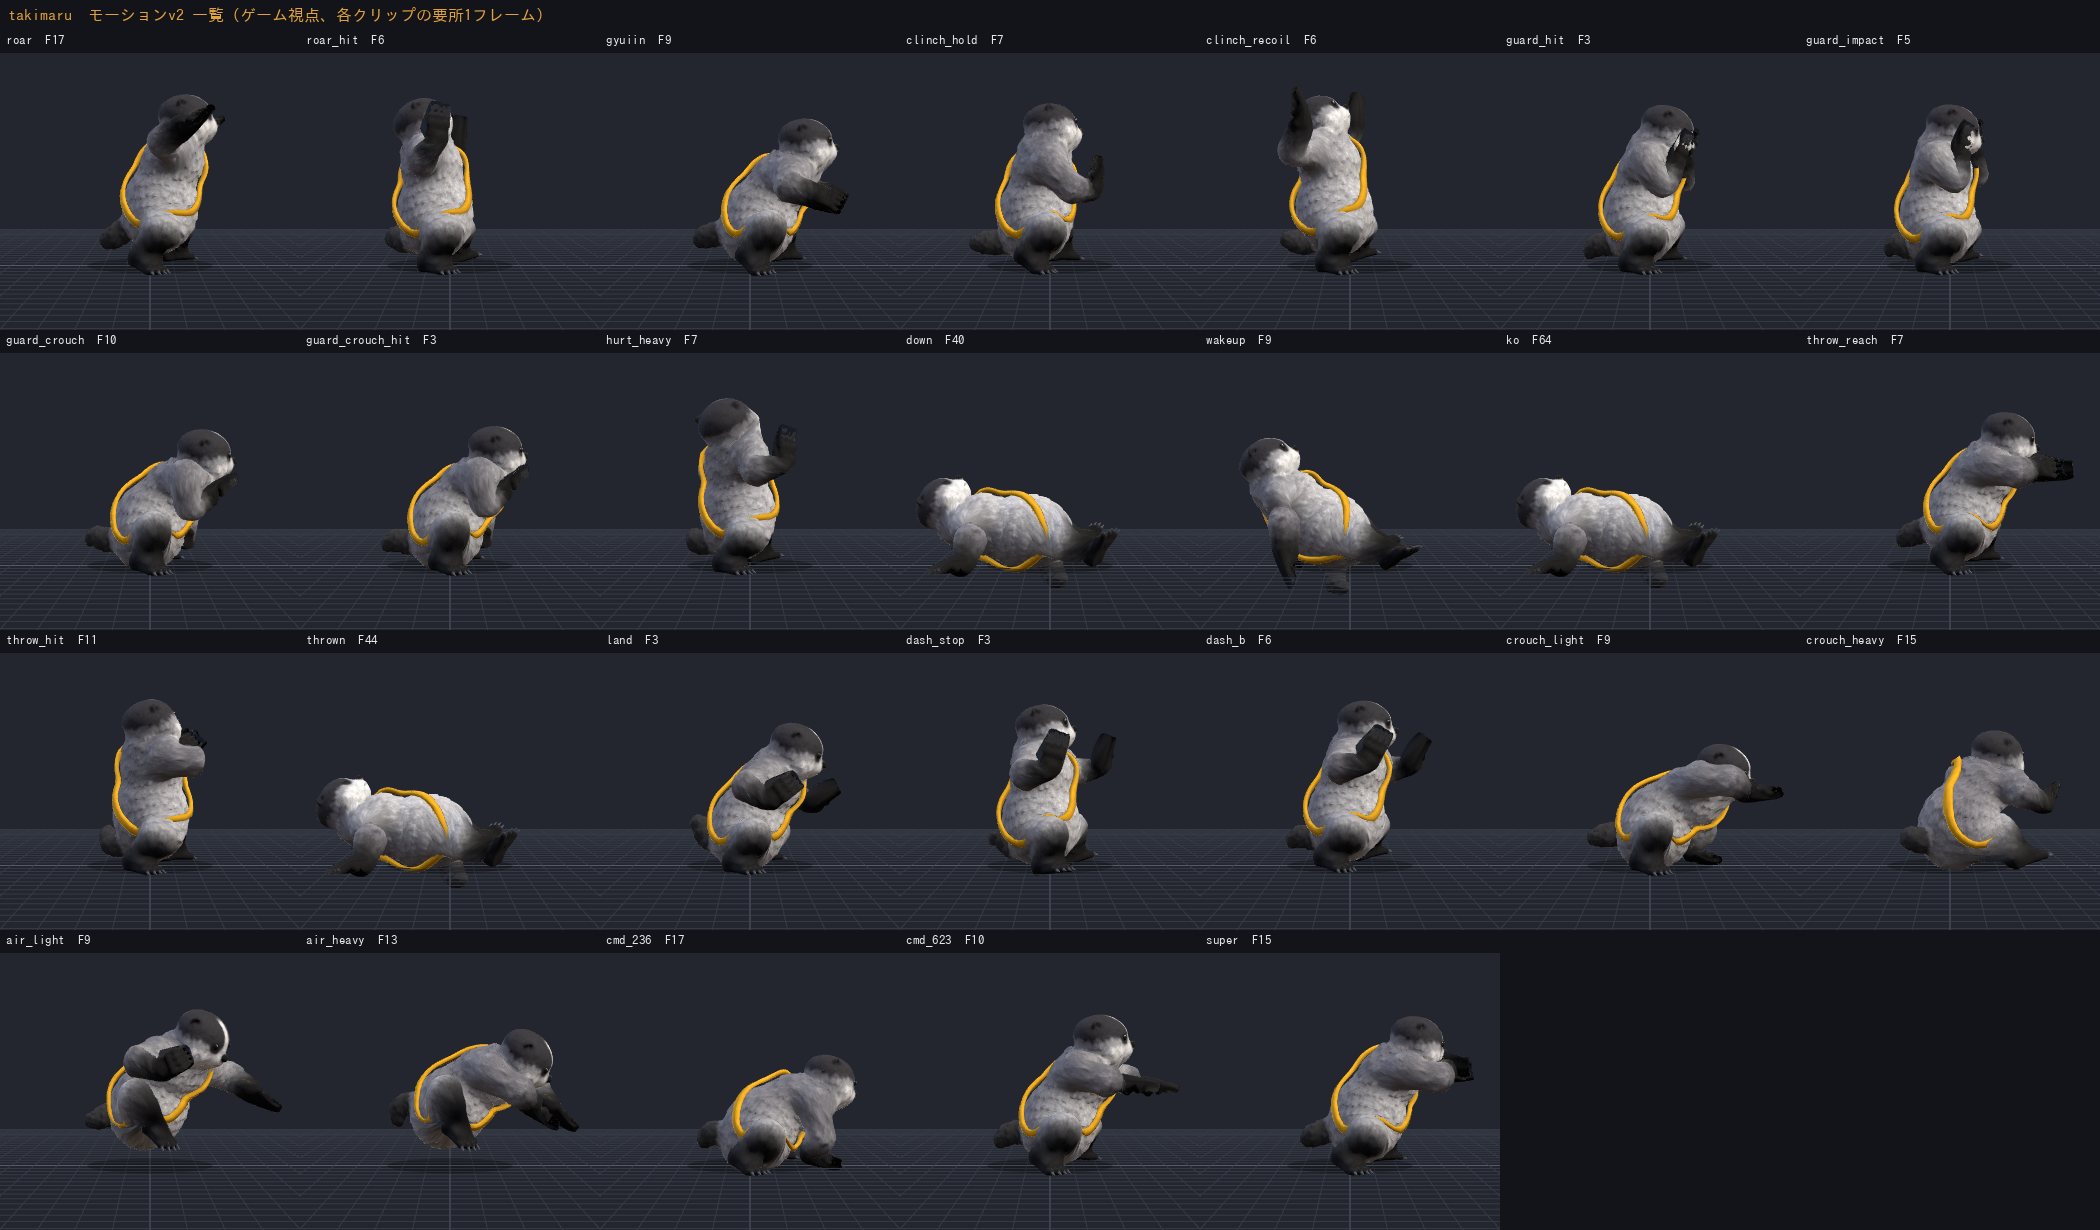 takimaru モーションv2 一覧（ゲーム視点、各クリップの要所1フレーム）
roar F17 roar_hit F6 gyuiin F9 clinch_hold F7 clinch_recoil F6 guard_hit F3 guard_impact F5
guard_crouch F10 guard_crouch_hit F3 hurt_heavy F7 down F40 wakeup F9 ko F64 throw_reach F7
throw_hit F11 thrown F44 land F3 dash_stop F3 dash_b F6 crouch_light F9 crouch_heavy F15
air_light F9 air_heavy F13 cmd_236 F17 cmd_623 F10 super F15